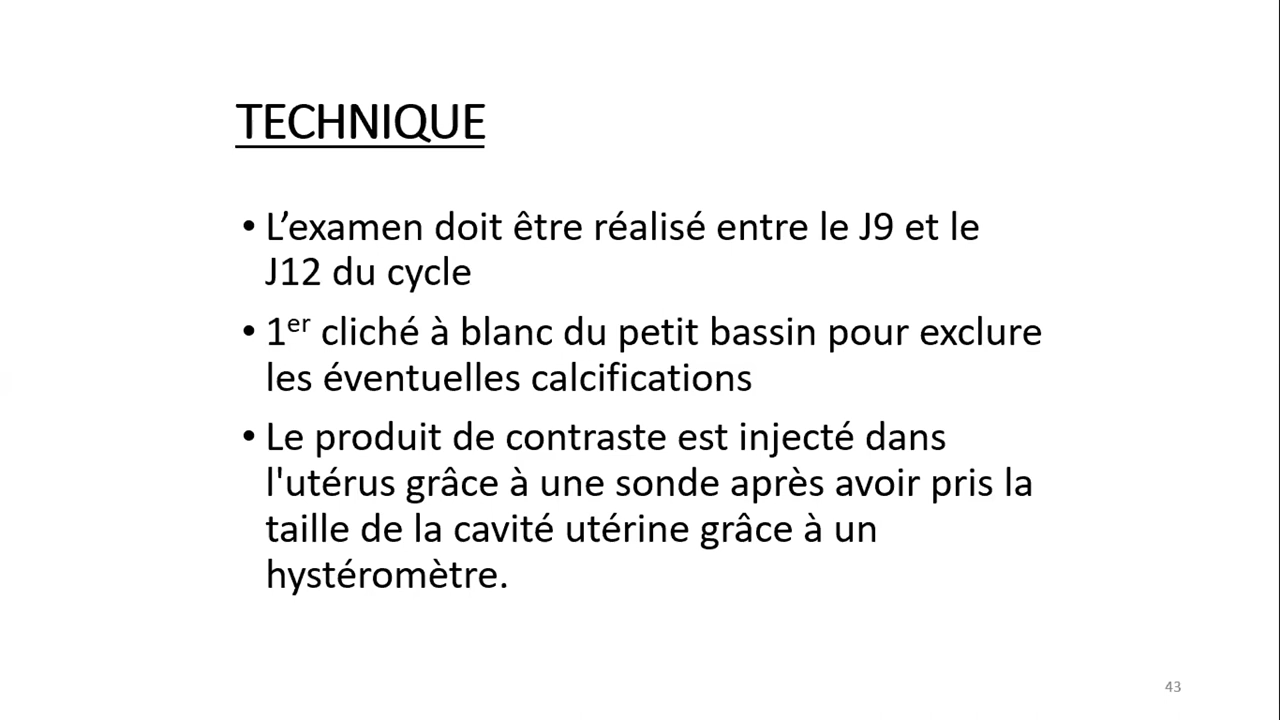 TECHNIQUE
• L’examen doit être réalisé entre le J9 et le
J12 du cycle
• 1er cliché à blanc du petit bassin pour exclure
les éventuelles calcifications
• Le produit de contraste est injecté dans
l'utérus grâce à une sonde après avoir pris la
taille de la cavité utérine grâce à un
hystéromètre.
43